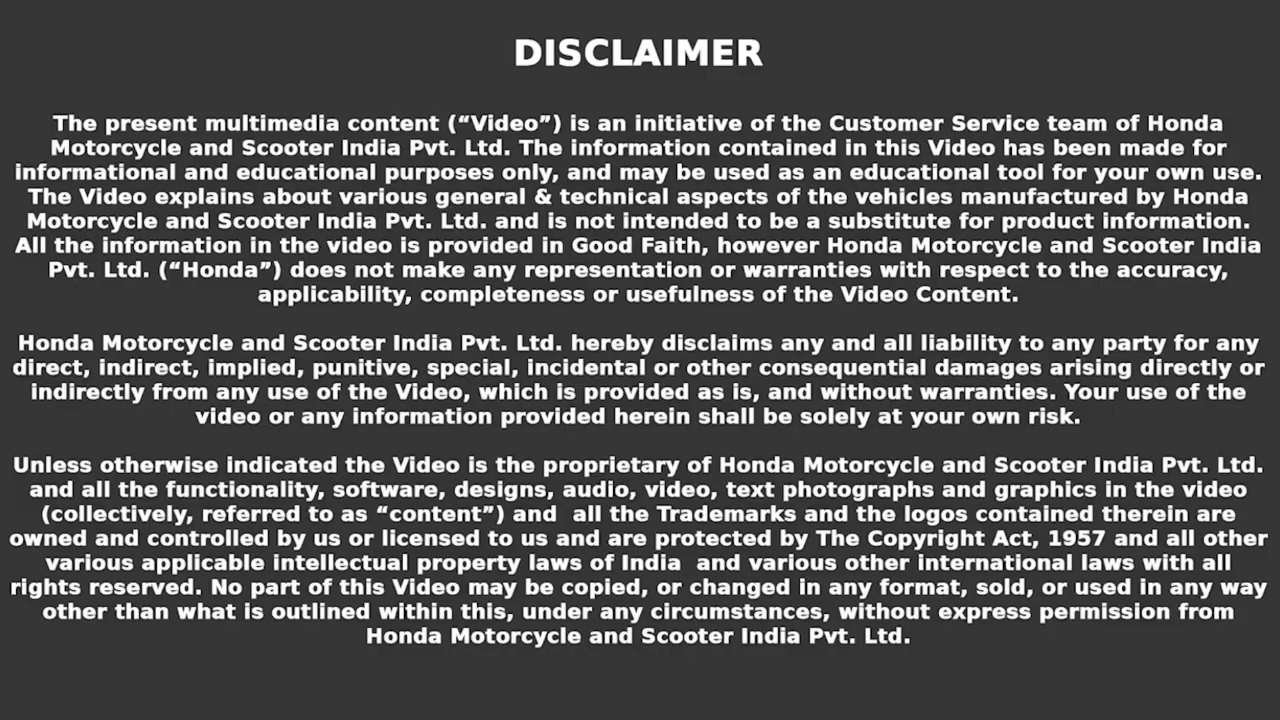 DISCLAIMER
The present multimedia content (“Video”) is an initiative of the Customer Service team of Honda
Motorcycle and Scooter India Pvt. Ltd. The information contained in this Video has been made for
informational and educational purposes only, and may be used as an educational tool for your own use.
The Video explains about various general & technical aspects of the vehicles manufactured by Honda
Motorcycle and Scooter India Pvt. Ltd. and is not intended to be a substitute for product information.
All the information in the video is provided in Good Faith, however Honda Motorcycle and Scooter India
Pvt. Ltd. (“Honda”) does not make any representation or warranties with respect to the accuracy,
applicability, completeness or usefulness of the Video Content.
Honda Motorcycle and Scooter India Pvt. Ltd. hereby disclaims any and all liability to any party for any
direct, indirect, implied, punitive, special, incidental or other consequential damages arising directly or
indirectly from any use of the Video, which is provided as is, and without warranties. Your use of the
video or any information provided herein shall be solely at your own risk.
Unless otherwise indicated the Video is the proprietary of Honda Motorcycle and Scooter India Pvt. Ltd.
and all the functionality, software, designs, audio, video, text photographs and graphics in the video
(collectively, referred to as “content”) and  all the Trademarks and the logos contained therein are
owned and controlled by us or licensed to us and are protected by The Copyright Act, 1957 and all other
various applicable intellectual property laws of India  and various other international laws with all
rights reserved. No part of this Video may be copied, or changed in any format, sold, or used in any way
other than what is outlined within this, under any circumstances, without express permission from
Honda Motorcycle and Scooter India Pvt. Ltd.